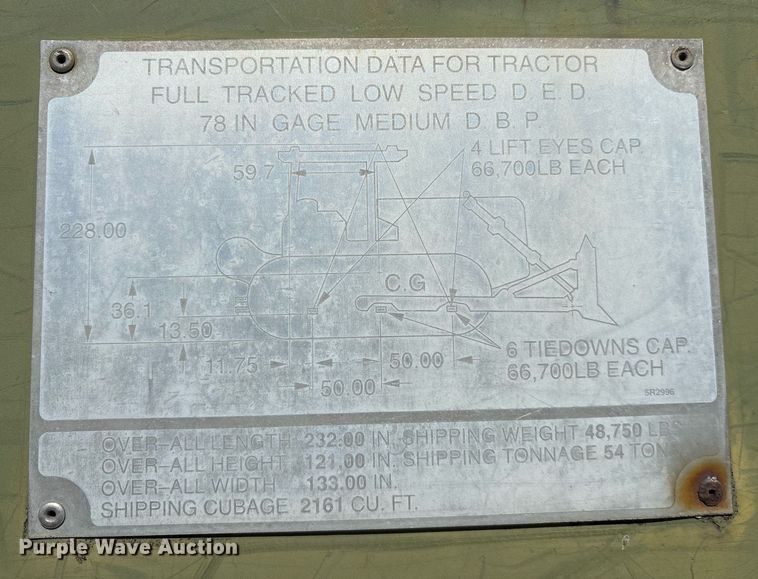 TRANSPORTATION DATA FOR TRACTOR
FULL TRACKED LOW SPEED D.E.D.
78 IN GAGE MEDIUM D.B.P.
4 LIFT EYES CAP.
66,700LB EACH
59.7
228.00
C.G
36.1
13.50
11.75
50.00
50.00
6 TIEDOWNS CAP.
66,700LB EACH
5R2996
OVER-ALL LENGTH 232.00 IN. SHIPPING WEIGHT 48,750 LBS
OVER-ALL HEIGHT 121.00 IN. SHIPPING TONNAGE 54 TON
OVER-ALL WIDTH 133.00 IN.
SHIPPING CUBAGE 2161 CU. FT.
Purple Wave Auction